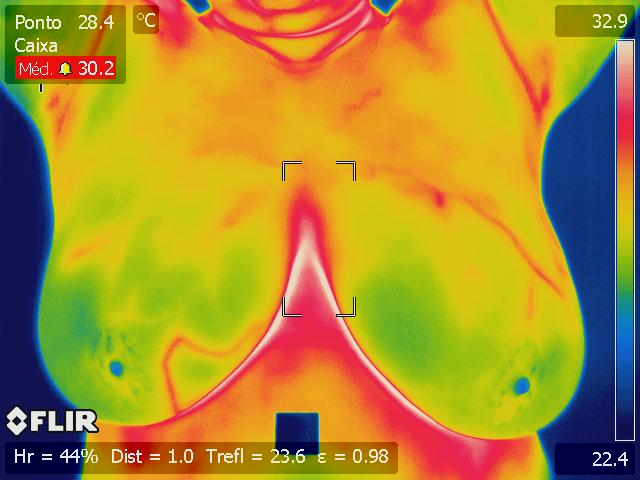 Ponto 28.4 °C
Caixa
Méd. 30.2
32.9
FLIR
Hr = 44% Dist = 1.0 Trefl = 23.6 ε = 0.98
22.4